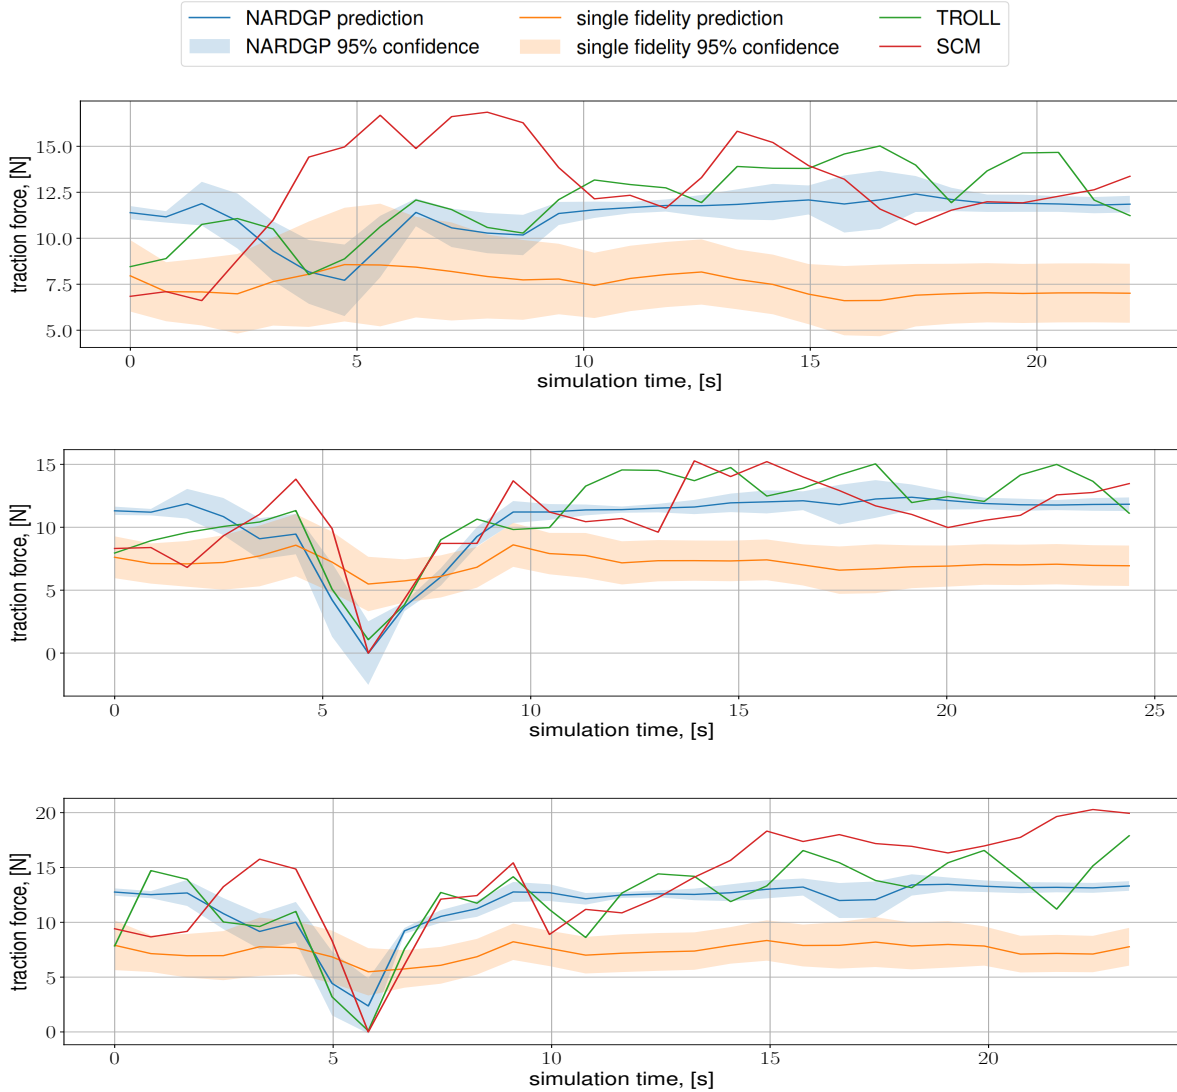 NARDGP prediction single fidelity prediction TROLL
NARDGP 95% confidence single fidelity 95% confidence SCM
15.0
12.5
10.0
7.5
5.0
traction force, [N]
0 5 10 15 20
simulation time, [s]
15
10
5
0
traction force, [N]
0 5 10 15 20 25
simulation time, [s]
20
15
10
5
0
traction force, [N]
0 5 10 15 20
simulation time, [s]